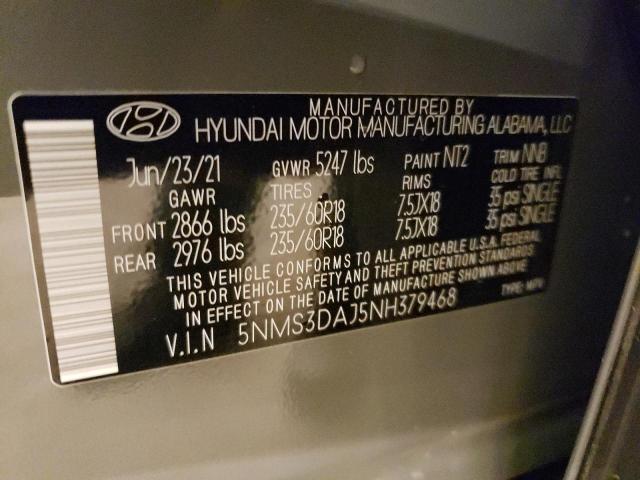 MANUFACTURED BY
HYUNDAI MOTOR MANUFACTURING ALABAMA, LLC
Jun/23/21 GVWR 5247 lbs PAINT NT2 TRIM NNB
GAWR TIRES RIMS COLD TIRE INFL
FRONT 2866 lbs 235/60R18 7.5JX18 35 psi SINGLE
REAR 2976 lbs 235/60R18 7.5JX18 35 psi SINGLE
THIS VEHICLE CONFORMS TO ALL APPLICABLE U.S.A. FEDERAL
MOTOR VEHICLE SAFETY AND THEFT PREVENTION STANDARDS
IN EFFECT ON THE DATE OF MANUFACTURE SHOWN ABOVE
V.I.N 5NMS3DAJ5NH379468 TYPE: MPV